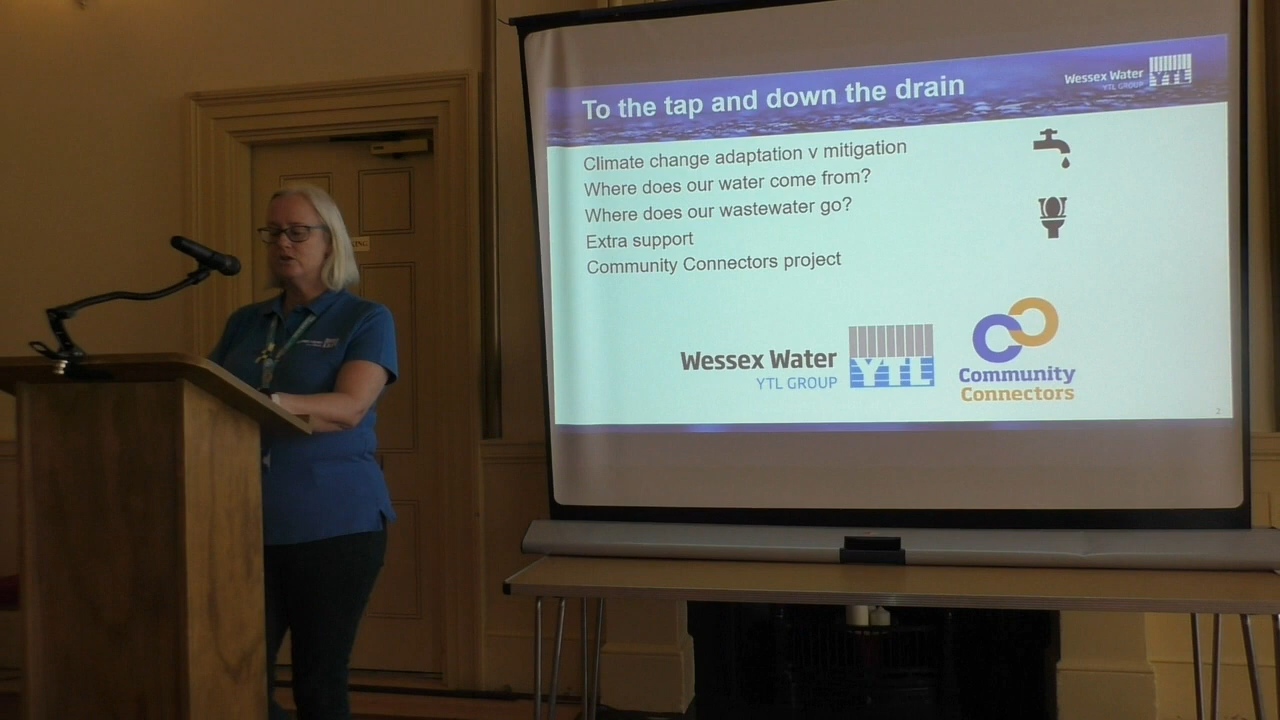 To the tap and down the drain
Wessex Water
YTL GROUP
YTL
Climate change adaptation v mitigation
Where does our water come from?
Where does our wastewater go?
Extra support
Community Connectors project
Wessex Water
YTL GROUP
YTL
Community
Connectors
2